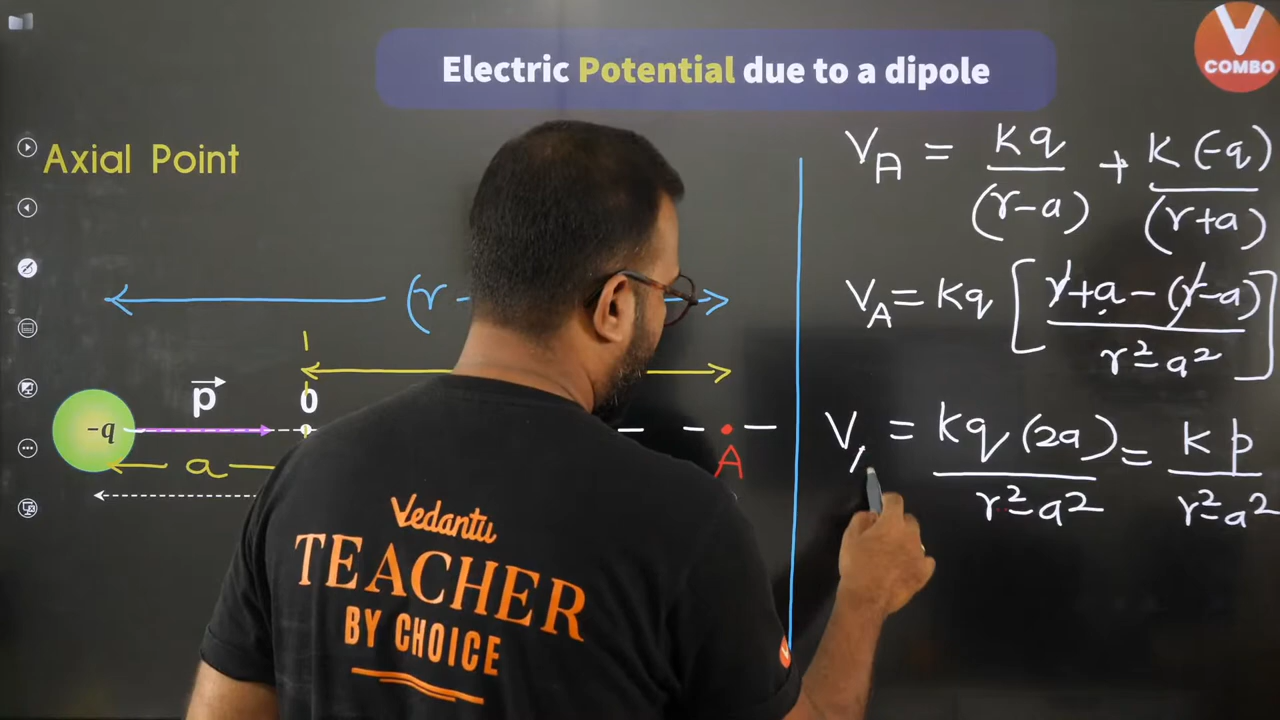 Electric Potential due to a dipole
V COMBO
Axial Point
(r -
p
0
-q
a
A
Vedantu
TEACHER
BY CHOICE
V_A = Kq/(r-a) + K(-q)/(r+a)
V_A = Kq [r+a-(r-a)/r²-a²]
V = Kq(2a)/r²-a² = Kp/r²-a²